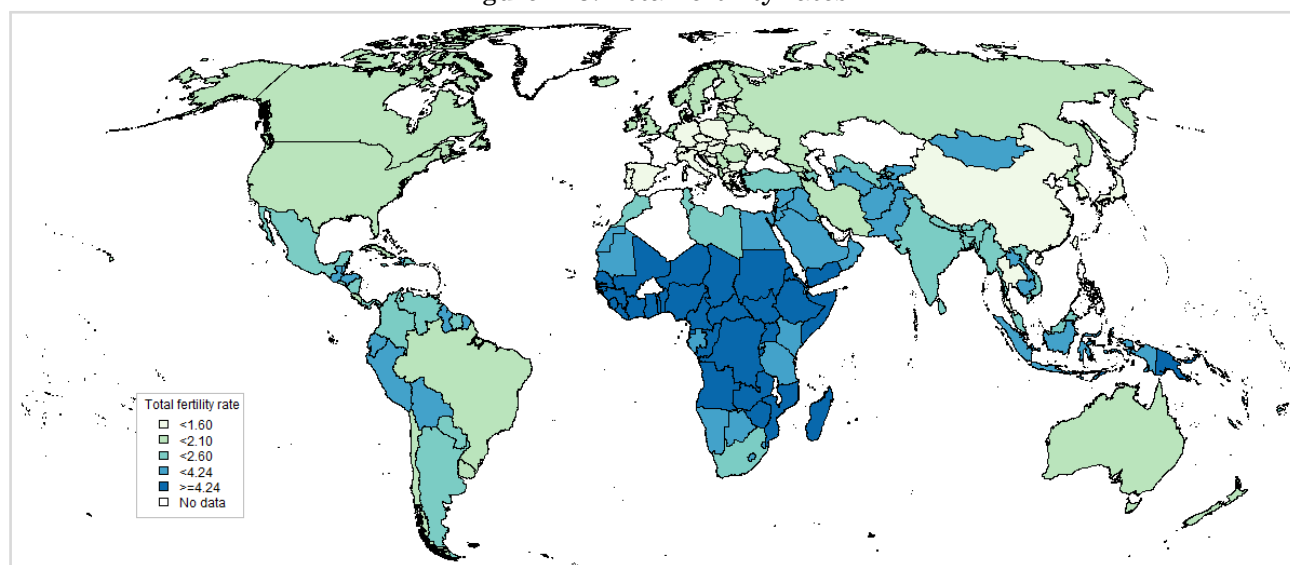 Total fertility rate
<1.60
<2.10
<2.60
<4.24
>=4.24
No data